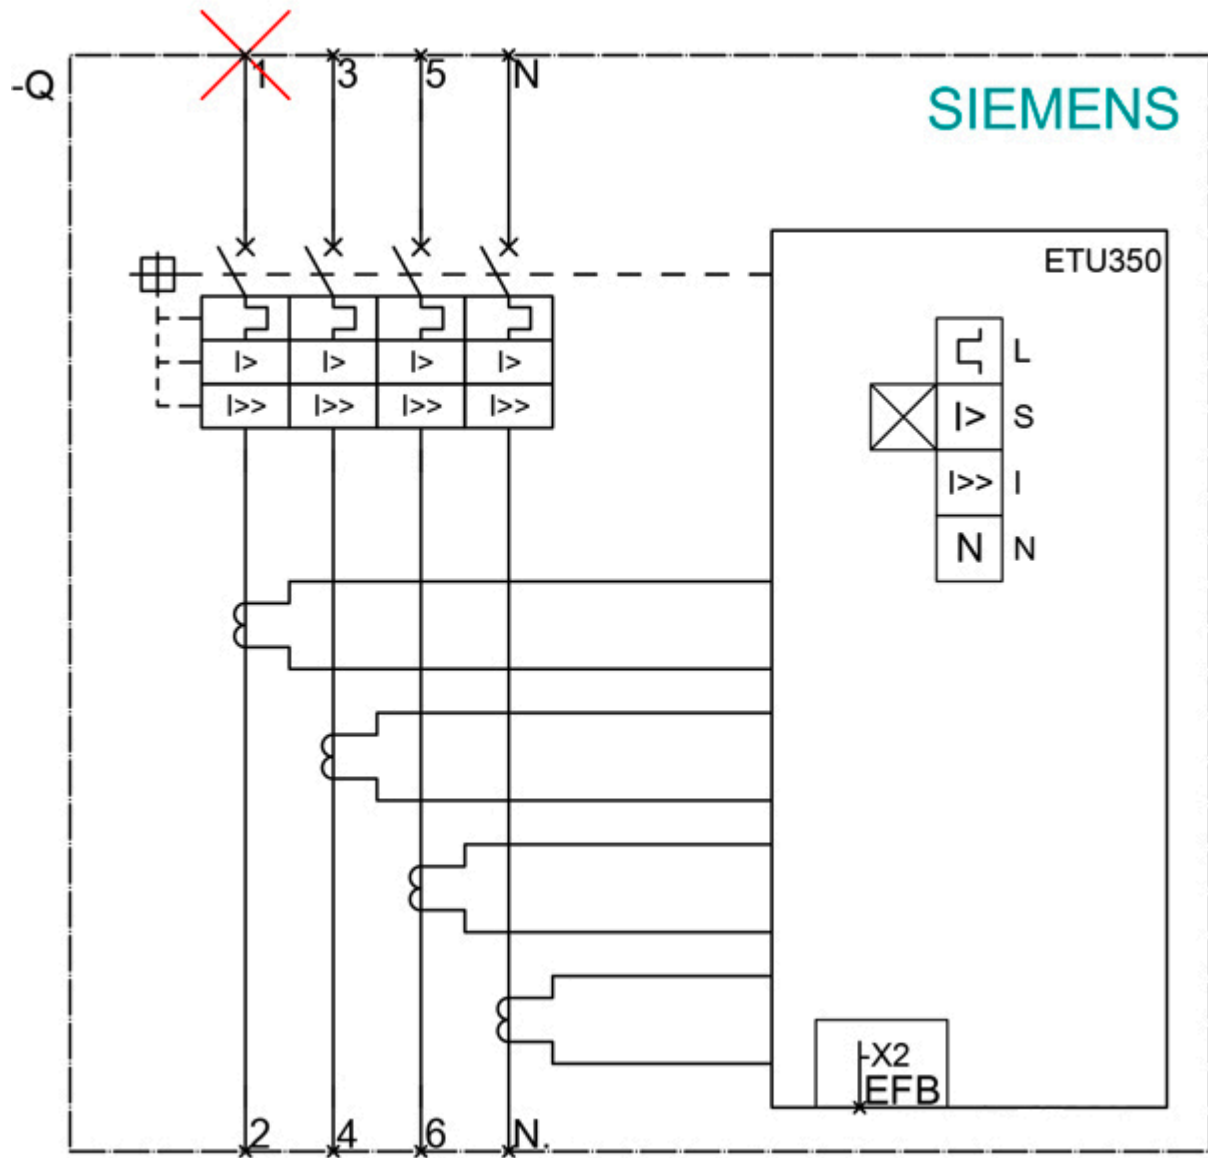 1 3 5 N
-Q
SIEMENS
ETU350
L
I> I> I> I>
I>> I>> I>> I>>
I> S
I>> I
N N
-X2
EFB
2 4 6 N.